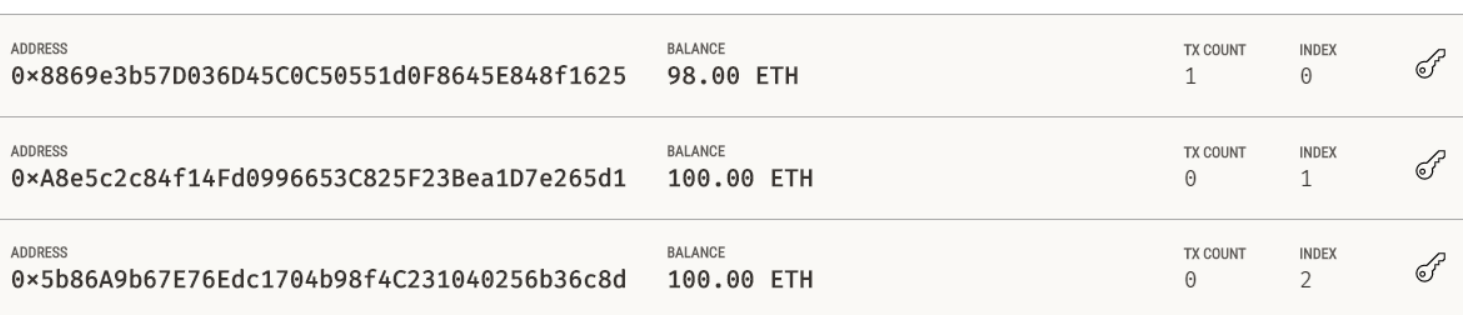 ADDRESS BALANCE TX COUNT INDEX
0×8869e3b57D036D45C0C50551d0F8645E848f1625 98.00 ETH 1 0
ADDRESS BALANCE TX COUNT INDEX
0×A8e5c2c84f14Fd0996653C825F23Bea1D7e265d1 100.00 ETH 0 1
ADDRESS BALANCE TX COUNT INDEX
0×5b86A9b67E76Edc1704b98f4C231040256b36c8d 100.00 ETH 0 2